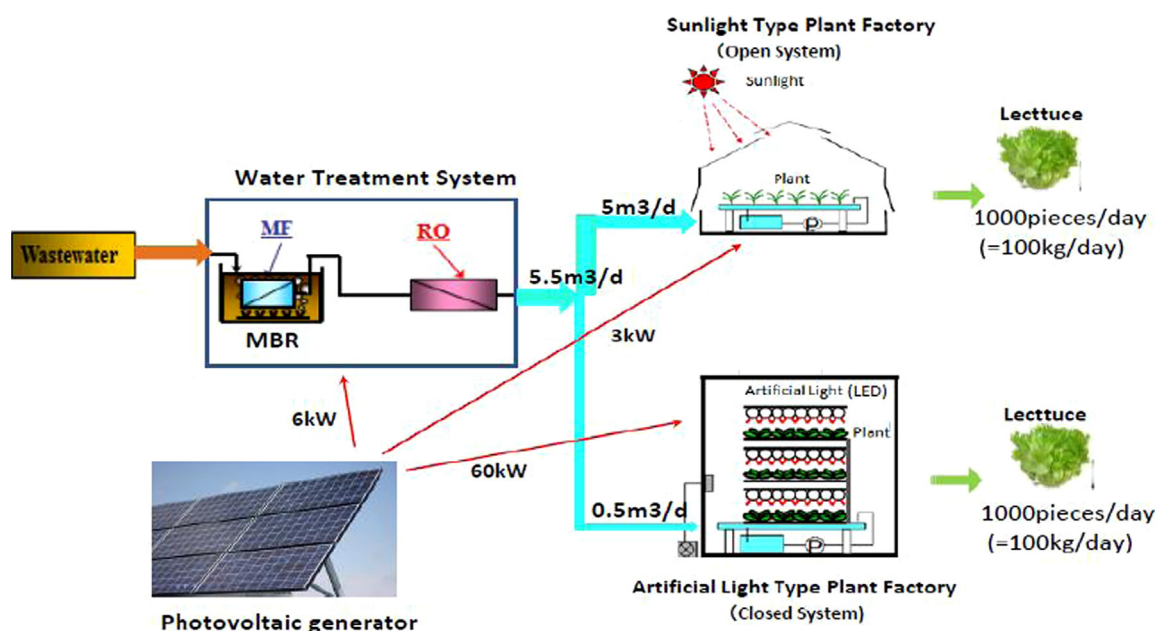 Sunlight Type Plant Factory
(Open System)
Sunlight
Lecttuce
Plant
1000pieces/day
(=100kg/day)
Water Treatment System
Wastewater
MF
RO
MBR
5m3/d
5.5m3/d
3kW
6kW
60kW
0.5m3/d
Artificial Light (LED)
Plant
P
P
Lecttuce
1000pieces/day
(=100kg/day)
Artificial Light Type Plant Factory
(Closed System)
Photovoltaic generator